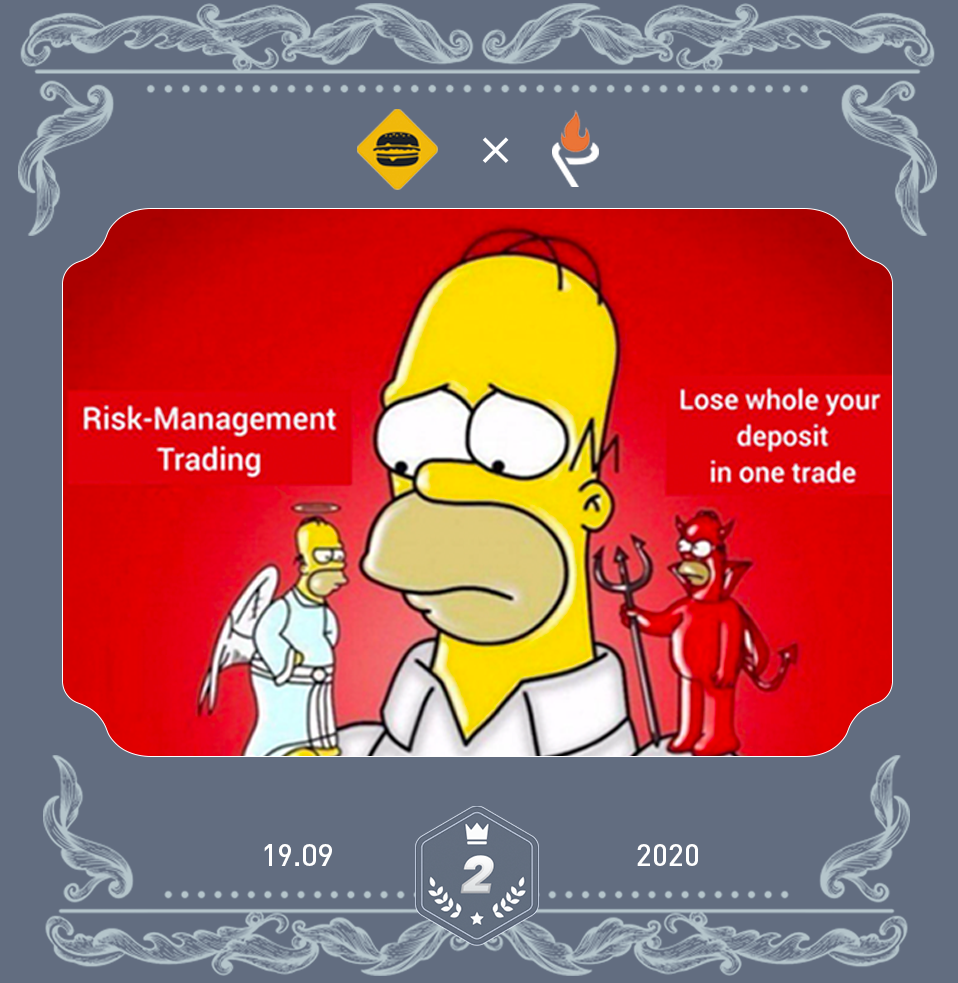 Risk-Management
Trading
Lose whole your
deposit
in one trade
19.09
2
2020